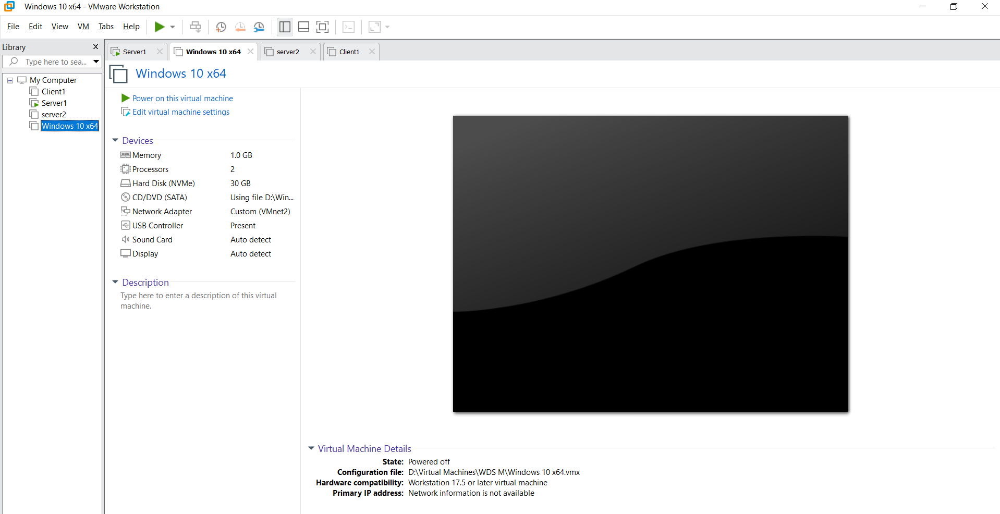 Windows 10 x64 - VMware Workstation
File Edit View VM Tabs Help
Library
Type here to sea...
My Computer
Client1
Server1
server2
Windows 10 x64
Server1 Windows 10 x64 server2 Client1
Windows 10 x64
Power on this virtual machine
Edit virtual machine settings
Devices
Memory 1.0 GB
Processors 2
Hard Disk (NVMe) 30 GB
CD/DVD (SATA) Using file D:\Win...
Network Adapter Custom (VMnet2)
USB Controller Present
Sound Card Auto detect
Display Auto detect
Description
Type here to enter a description of this virtual
machine.
Virtual Machine Details
State: Powered off
Configuration file: D:\Virtual Machines\WDS M\Windows 10 x64.vmx
Hardware compatibility: Workstation 17.5 or later virtual machine
Primary IP address: Network information is not available